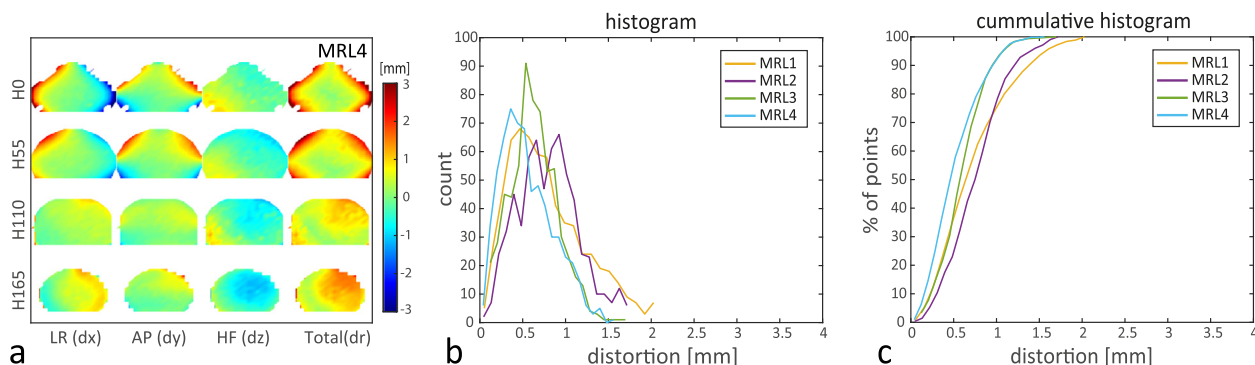 MRL4
[mm]
H0
H55
H110
H165
3
2
1
0
-1
-2
-3
LR (dx) AP (dy) HF (dz) Total(dr)
a
histogram
100
90
80
70
60
50
40
30
20
10
0
count
MRL1
MRL2
MRL3
MRL4
0 0.5 1 1.5 2 2.5 3 3.5 4
distortion [mm]
b
cummulative histogram
100
90
80
70
60
50
40
30
20
10
0
% of points
MRL1
MRL2
MRL3
MRL4
0 0.5 1 1.5 2 2.5 3 3.5 4
distortion [mm]
c